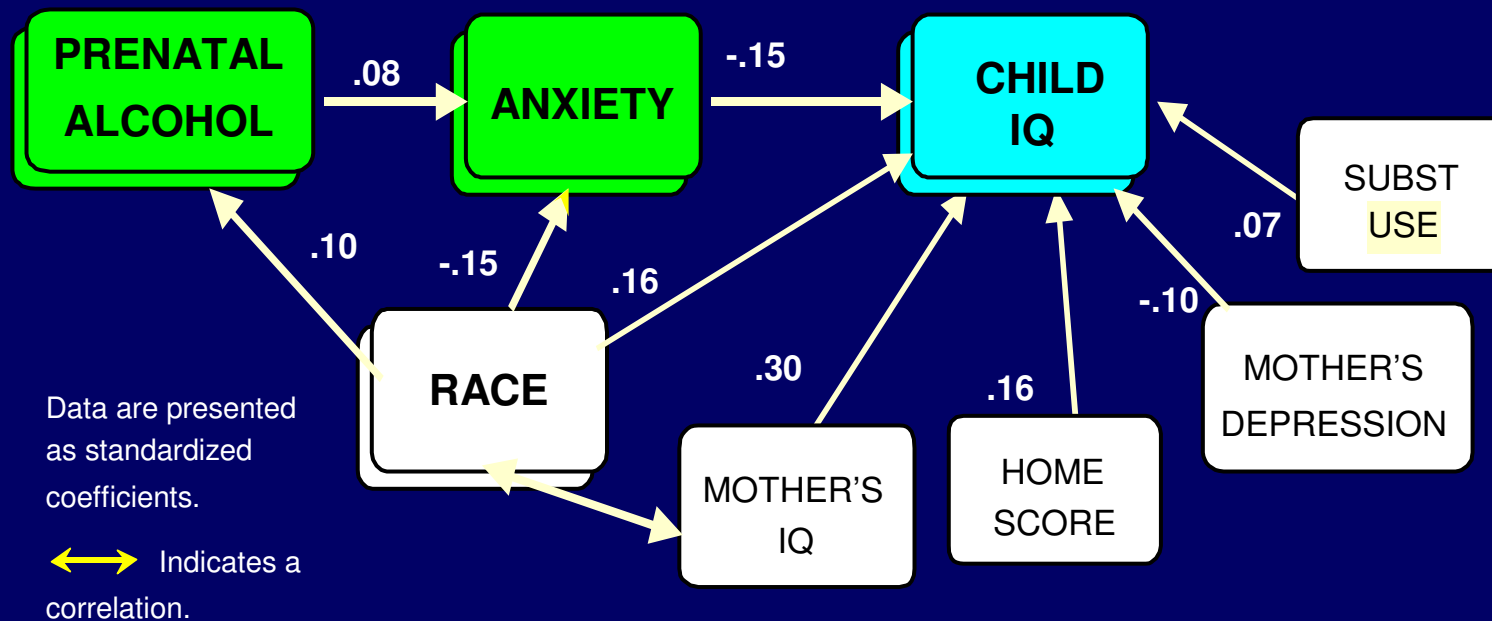 PRENATAL
ALCOHOL
.08
ANXIETY
-.15
CHILD
IQ
SUBST
USE
.07
.10
-.15
.16
-.10
RACE
.30
.16
MOTHER'S
DEPRESSION
MOTHER'S
IQ
HOME
SCORE
Data are presented
as standardized
coefficients.
Indicates a
correlation.